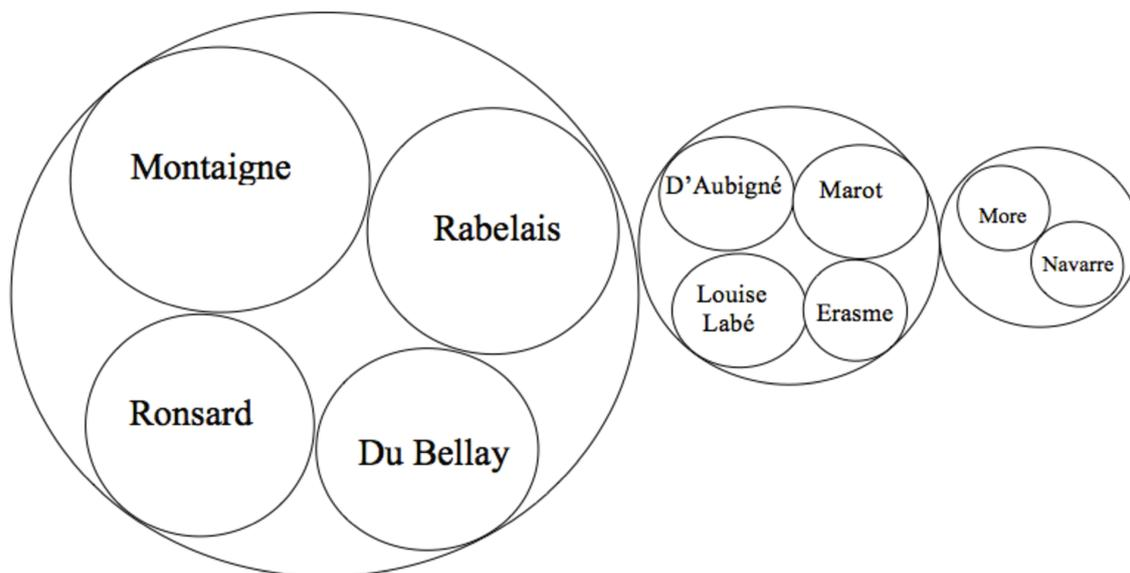 Montaigne
Rabelais
Ronsard
Du Bellay
D’Aubigné
Marot
Louise
Labé
Erasme
More
Navarre